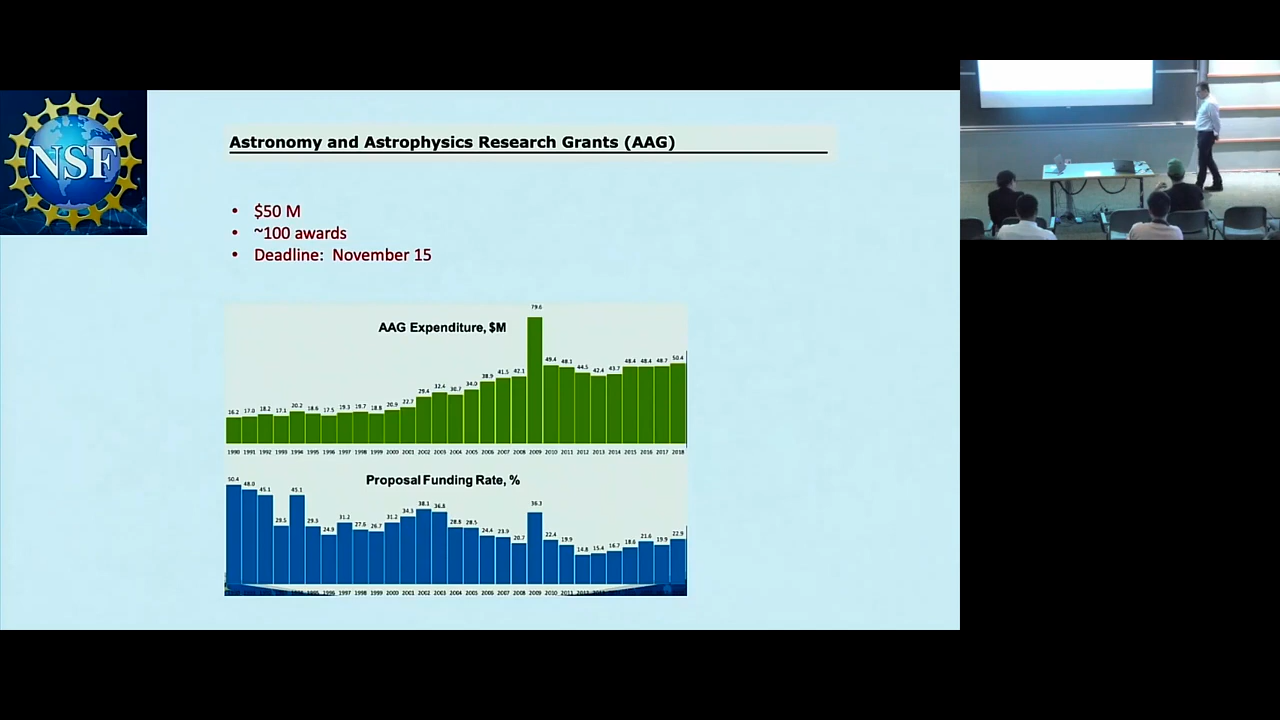 NSF
Astronomy and Astrophysics Research Grants (AAG)
• $50 M
• ~100 awards
• Deadline: November 15
AAG Expenditure, $M
16.2 17.0 18.2 17.1 20.2 18.6 17.5 19.3 19.7 18.8 20.9 22.7 29.4 32.4 30.7 34.0 38.9 41.5 42.1 79.6 49.4 48.1 44.5 42.4 43.7 48.4 48.4 48.7 50.4
1990 1991 1992 1993 1994 1995 1996 1997 1998 1999 2000 2001 2002 2003 2004 2005 2006 2007 2008 2009 2010 2011 2012 2013 2014 2015 2016 2017 2018
Proposal Funding Rate, %
50.4 48.0 45.1 29.5 45.1 29.3 24.9 31.2 27.6 26.7 31.2 34.3 38.1 36.8 28.8 28.5 24.4 23.9 20.7 36.3 22.4 19.9 14.8 15.4 16.7 18.6 21.6 19.9 22.9
1997 1998 1999 2000 2001 2002 2003 2004 2005 2006 2007 2008 2009 2010 2011